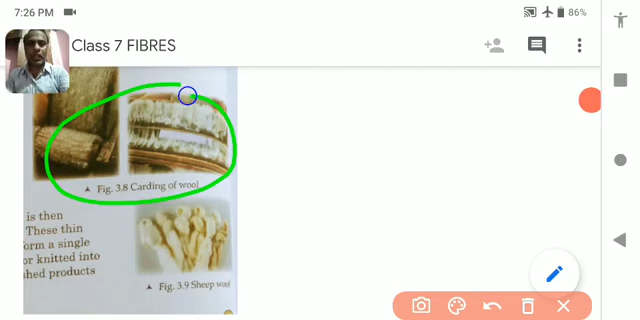 7:26 PM
86%
Class 7 FIBRES
▲ Fig. 3.8 Carding of wool
is then
These thin
orm a single
or knitted into
shed products
▲ Fig. 3.9 Sheep wool